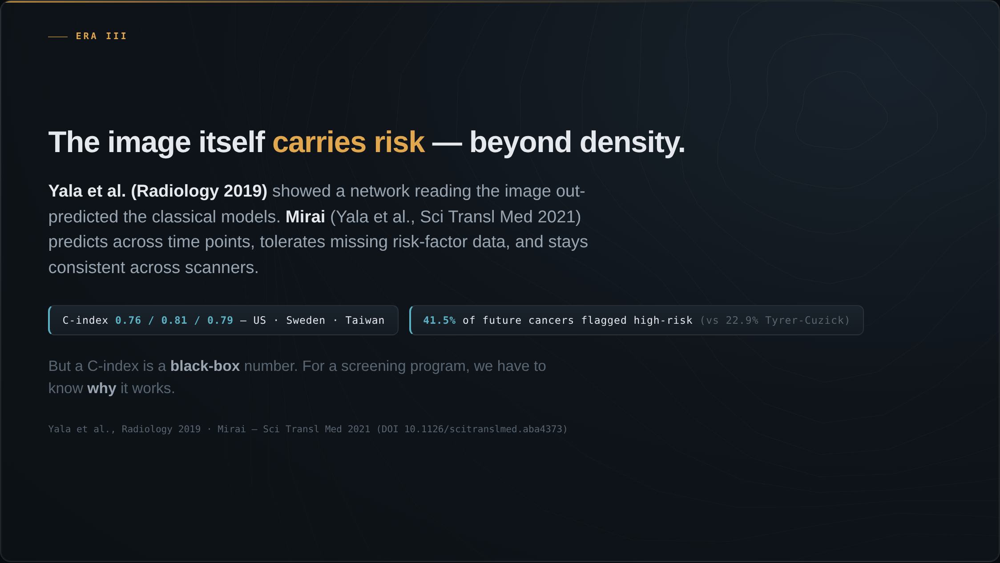 ERA III
The image itself carries risk — beyond density.
Yala et al. (Radiology 2019) showed a network reading the image out-
predicted the classical models. Mirai (Yala et al., Sci Transl Med 2021)
predicts across time points, tolerates missing risk-factor data, and stays
consistent across scanners.
C-index 0.76 / 0.81 / 0.79 — US · Sweden · Taiwan
41.5% of future cancers flagged high-risk (vs 22.9% Tyrer-Cuzick)
But a C-index is a black-box number. For a screening program, we have to
know why it works.
Yala et al., Radiology 2019 · Mirai — Sci Transl Med 2021 (DOI 10.1126/scitranslmed.aba4373)